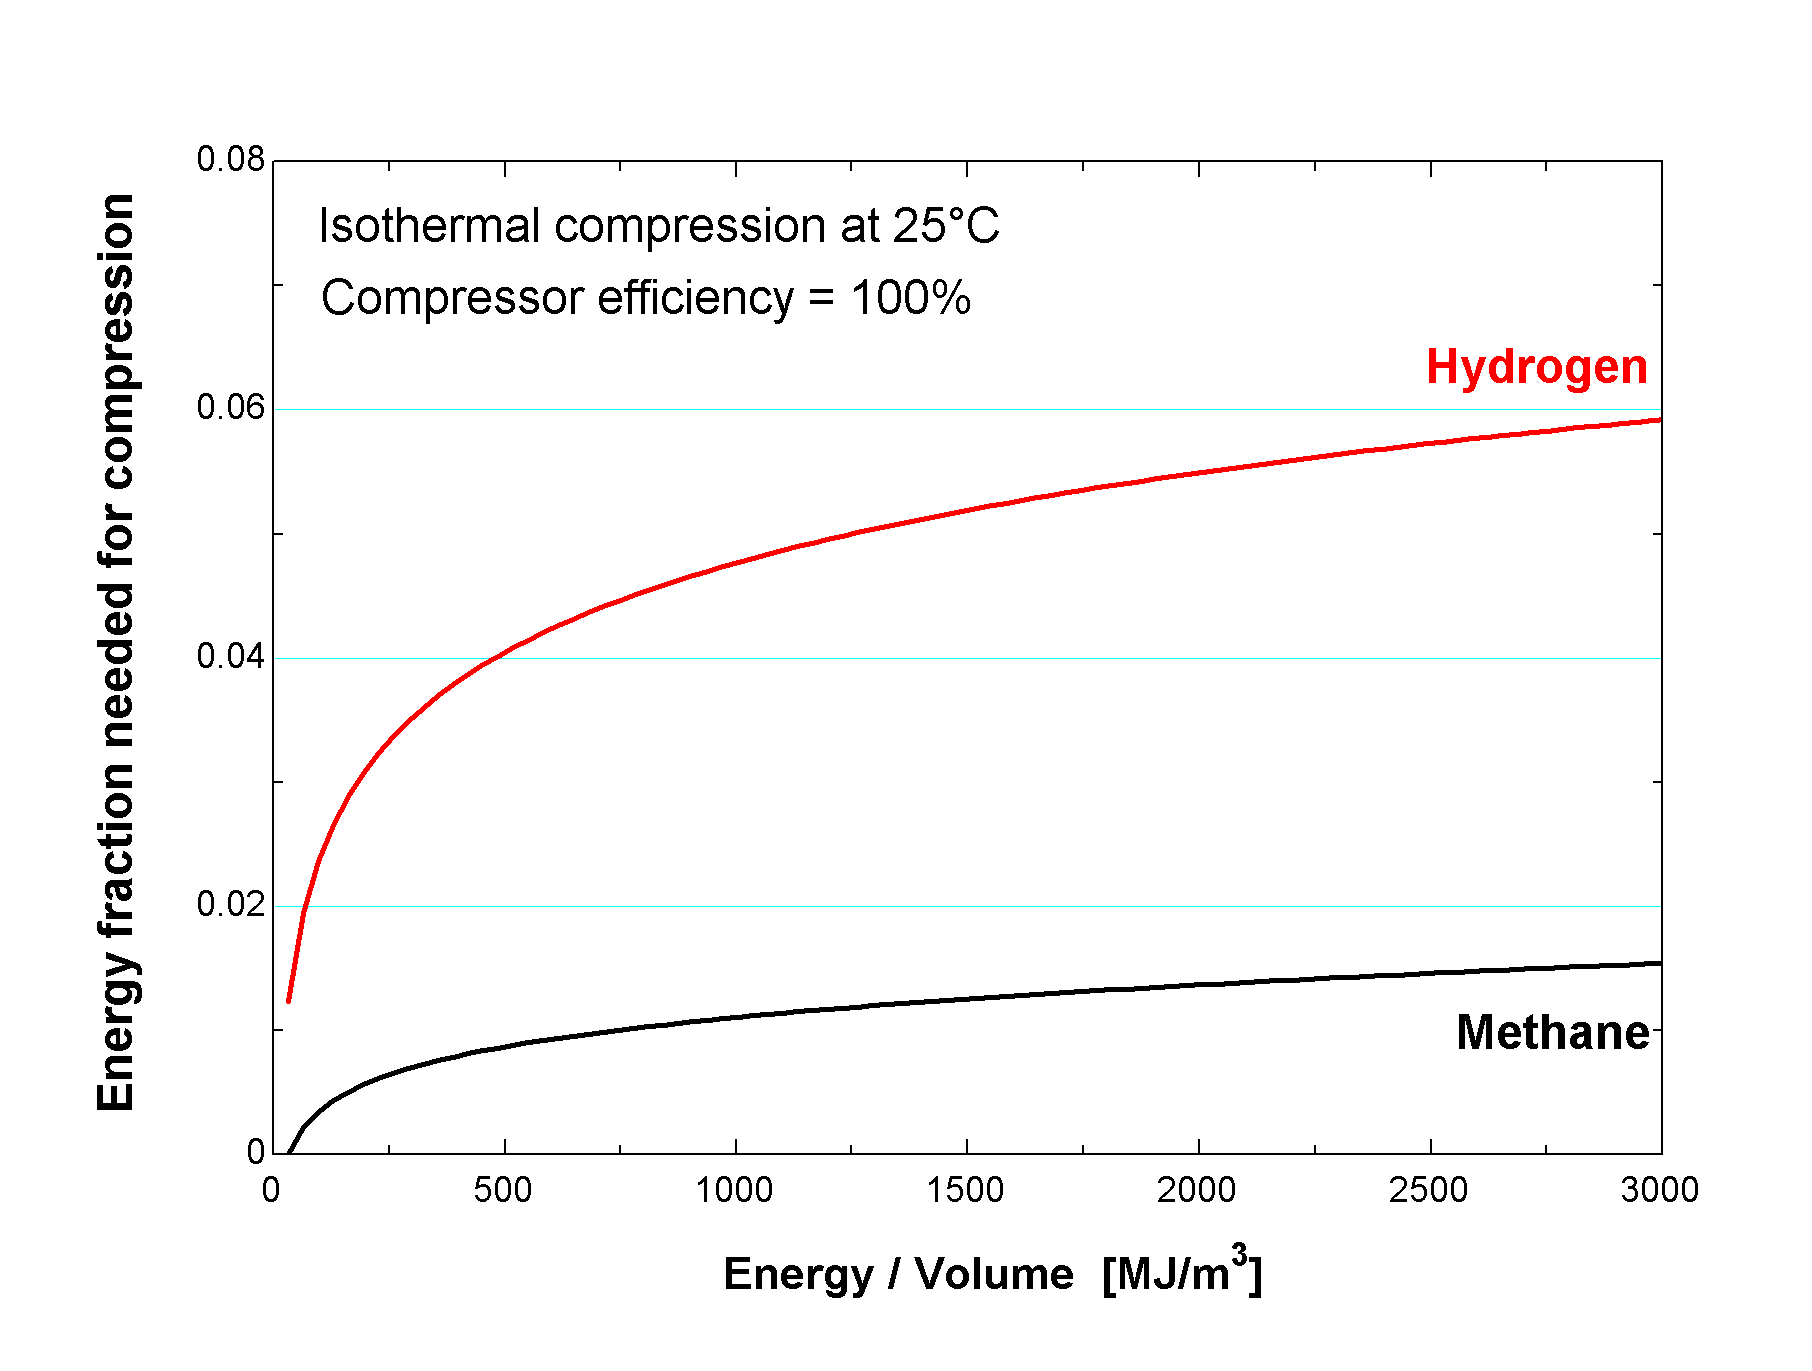 0.08
Isothermal compression at 25°C
Compressor efficiency = 100%
Hydrogen
0.06
0.04
0.02
Methane
0
0 500 1000 1500 2000 2500 3000
Energy / Volume [MJ/m³]
Energy fraction needed for compression